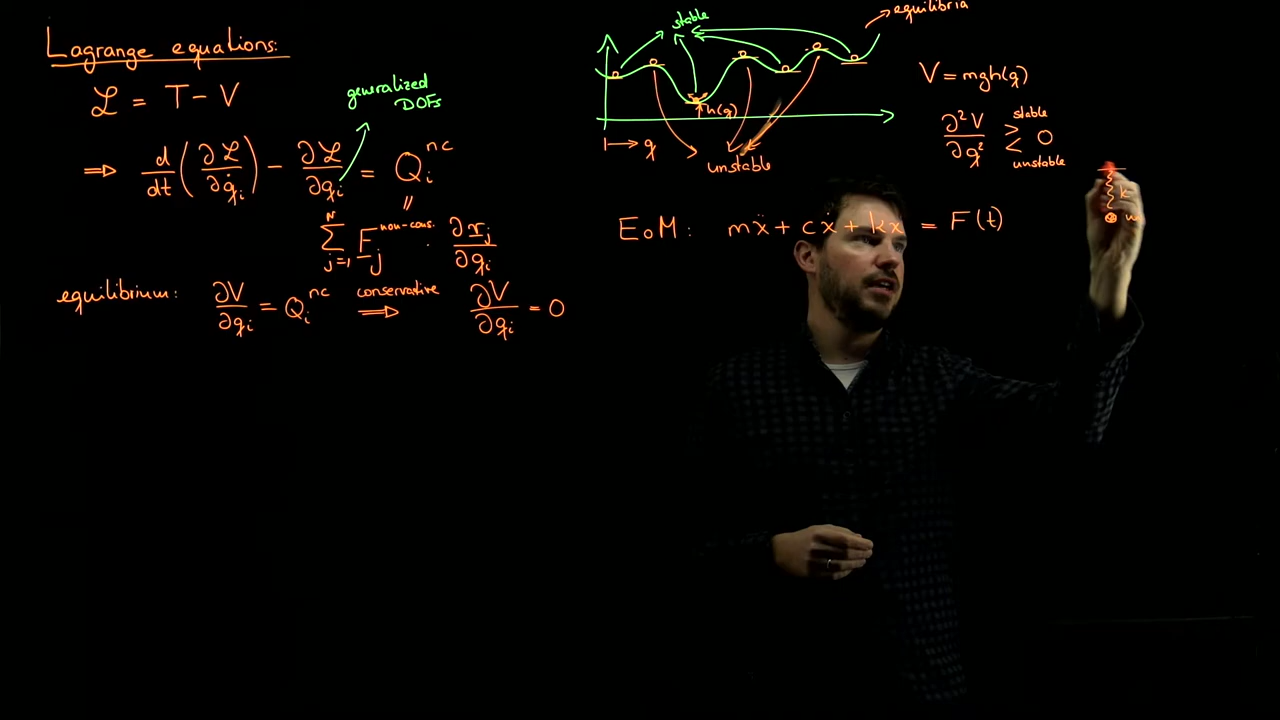 Lagrange equations:
ℒ = T - V
generalized
DOFs
⇒ d/dt (∂ℒ/∂q̇ᵢ) - ∂ℒ/∂qᵢ = Qᵢⁿᶜ
=
∑ⱼ₌₁ᴺ Fⱼ^non-cons. · ∂rⱼ/∂qᵢ
equilibrium: ∂V/∂qᵢ = Qᵢⁿᶜ conservative ⇒ ∂V/∂qᵢ = 0
stable
equilibria
h(q)
q
unstable
V = mgh(q)
∂²V/∂q² > < 0
stable
unstable
EoM: mẍ + cẋ + kx = F(t)
k